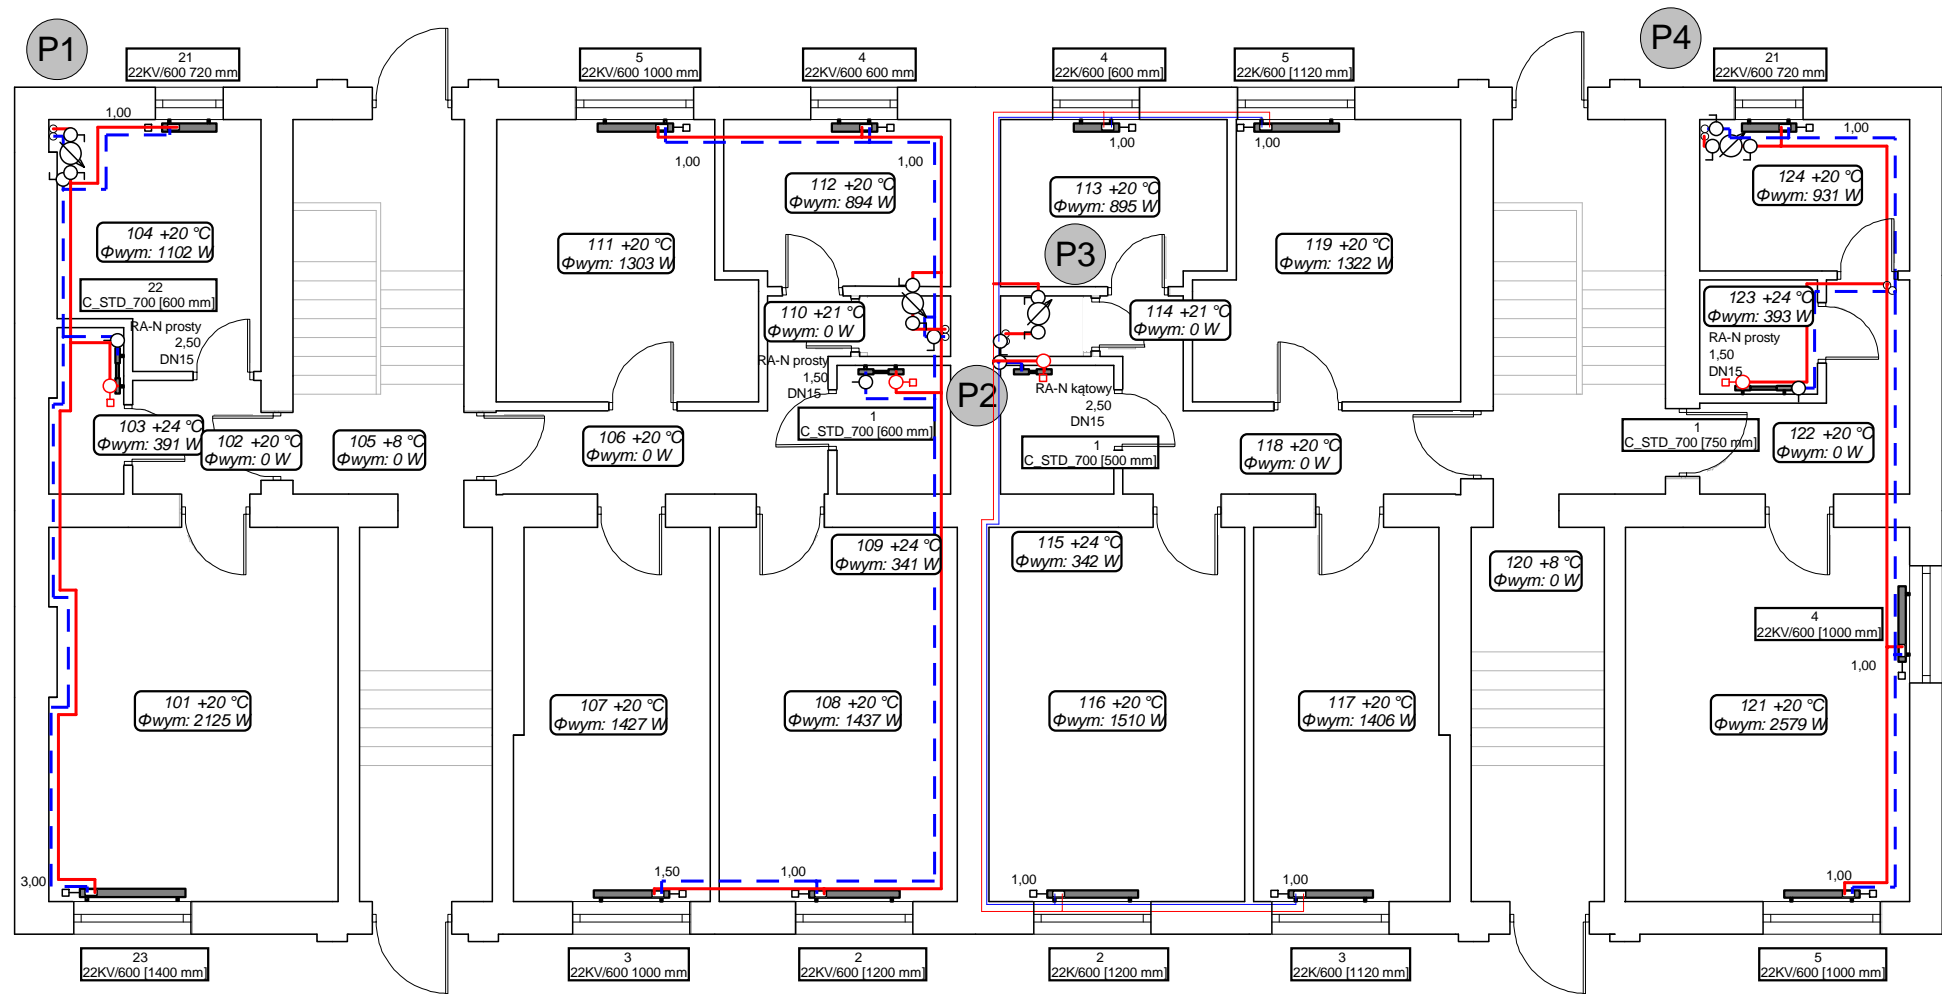 P1
21
22KV/600 720 mm
5
22KV/600 1000 mm
4
22KV/600 600 mm
4
22K/600 [600 mm]
5
22K/600 [1120 mm]
P4
21
22KV/600 720 mm
1,00
1,00
1,00
1,00
1,00
1,00
104 +20 °C
Φwym: 1102 W
111 +20 °C
Φwym: 1303 W
112 +20 °C
Φwym: 894 W
113 +20 °C
Φwym: 895 W
P3
119 +20 °C
Φwym: 1322 W
124 +20 °C
Φwym: 931 W
22
C_STD_700 [600 mm]
RA-N prosty
2,50
DN15
110 +21 °C
Φwym: 0 W
114 +21 °C
Φwym: 0 W
123 +24 °C
Φwym: 393 W
RA-N prosty
1,50
DN15
RA-N prosty
1,50
DN15
P2
RA-N kątowy
2,50
DN15
103 +24 °C
Φwym: 391 W
102 +20 °C
Φwym: 0 W
105 +8 °C
Φwym: 0 W
106 +20 °C
Φwym: 0 W
1
C_STD_700 [600 mm]
1
C_STD_700 [500 mm]
118 +20 °C
Φwym: 0 W
1
C_STD_700 [750 mm]
122 +20 °C
Φwym: 0 W
109 +24 °C
Φwym: 341 W
115 +24 °C
Φwym: 342 W
120 +8 °C
Φwym: 0 W
4
22KV/600 [1000 mm]
1,00
101 +20 °C
Φwym: 2125 W
107 +20 °C
Φwym: 1427 W
108 +20 °C
Φwym: 1437 W
116 +20 °C
Φwym: 1510 W
117 +20 °C
Φwym: 1406 W
121 +20 °C
Φwym: 2579 W
3,00
1,50
1,00
1,00
1,00
1,00
23
22KV/600 [1400 mm]
3
22KV/600 1000 mm
2
22KV/600 [1200 mm]
2
22K/600 [1200 mm]
3
22K/600 [1120 mm]
5
22KV/600 [1000 mm]